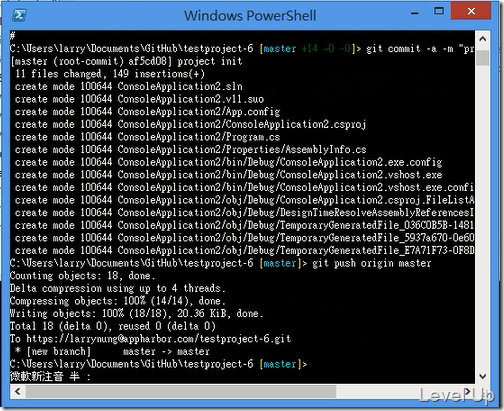 Windows PowerShell
#
C:\Users\larry\Documents\GitHub\testproject-6 [master +14 ~0 -0]> git commit -a -m "pr
[master (root-commit) af5cd08] project init
 11 files changed, 149 insertions(+)
 create mode 100644 ConsoleApplication2.sln
 create mode 100644 ConsoleApplication2.v11.suo
 create mode 100644 ConsoleApplication2/App.config
 create mode 100644 ConsoleApplication2/ConsoleApplication2.csproj
 create mode 100644 ConsoleApplication2/Program.cs
 create mode 100644 ConsoleApplication2/Properties/AssemblyInfo.cs
 create mode 100644 ConsoleApplication2/bin/Debug/ConsoleApplication2.exe.config
 create mode 100644 ConsoleApplication2/bin/Debug/ConsoleApplication2.vshost.exe
 create mode 100644 ConsoleApplication2/bin/Debug/ConsoleApplication2.vshost.exe.confi
 create mode 100644 ConsoleApplication2/obj/Debug/ConsoleApplication2.csproj.FileListA
 create mode 100644 ConsoleApplication2/obj/Debug/DesignTimeResolveAssemblyReferencesI
 create mode 100644 ConsoleApplication2/obj/Debug/TemporaryGeneratedFile_036C0B5B-1481
 create mode 100644 ConsoleApplication2/obj/Debug/TemporaryGeneratedFile_5937a670-0e60
 create mode 100644 ConsoleApplication2/obj/Debug/TemporaryGeneratedFile_E7A71F73-0F8D
C:\Users\larry\Documents\GitHub\testproject-6 [master]> git push origin master
Counting objects: 18, done.
Delta compression using up to 4 threads.
Compressing objects: 100% (14/14), done.
Writing objects: 100% (18/18), 20.36 KiB, done.
Total 18 (delta 0), reused 0 (delta 0)
To https://larrynung@appharbor.com/testproject-6.git
 * [new branch]      master -> master
C:\Users\larry\Documents\GitHub\testproject-6 [master]>
微軟新注音 半 :
Level Up